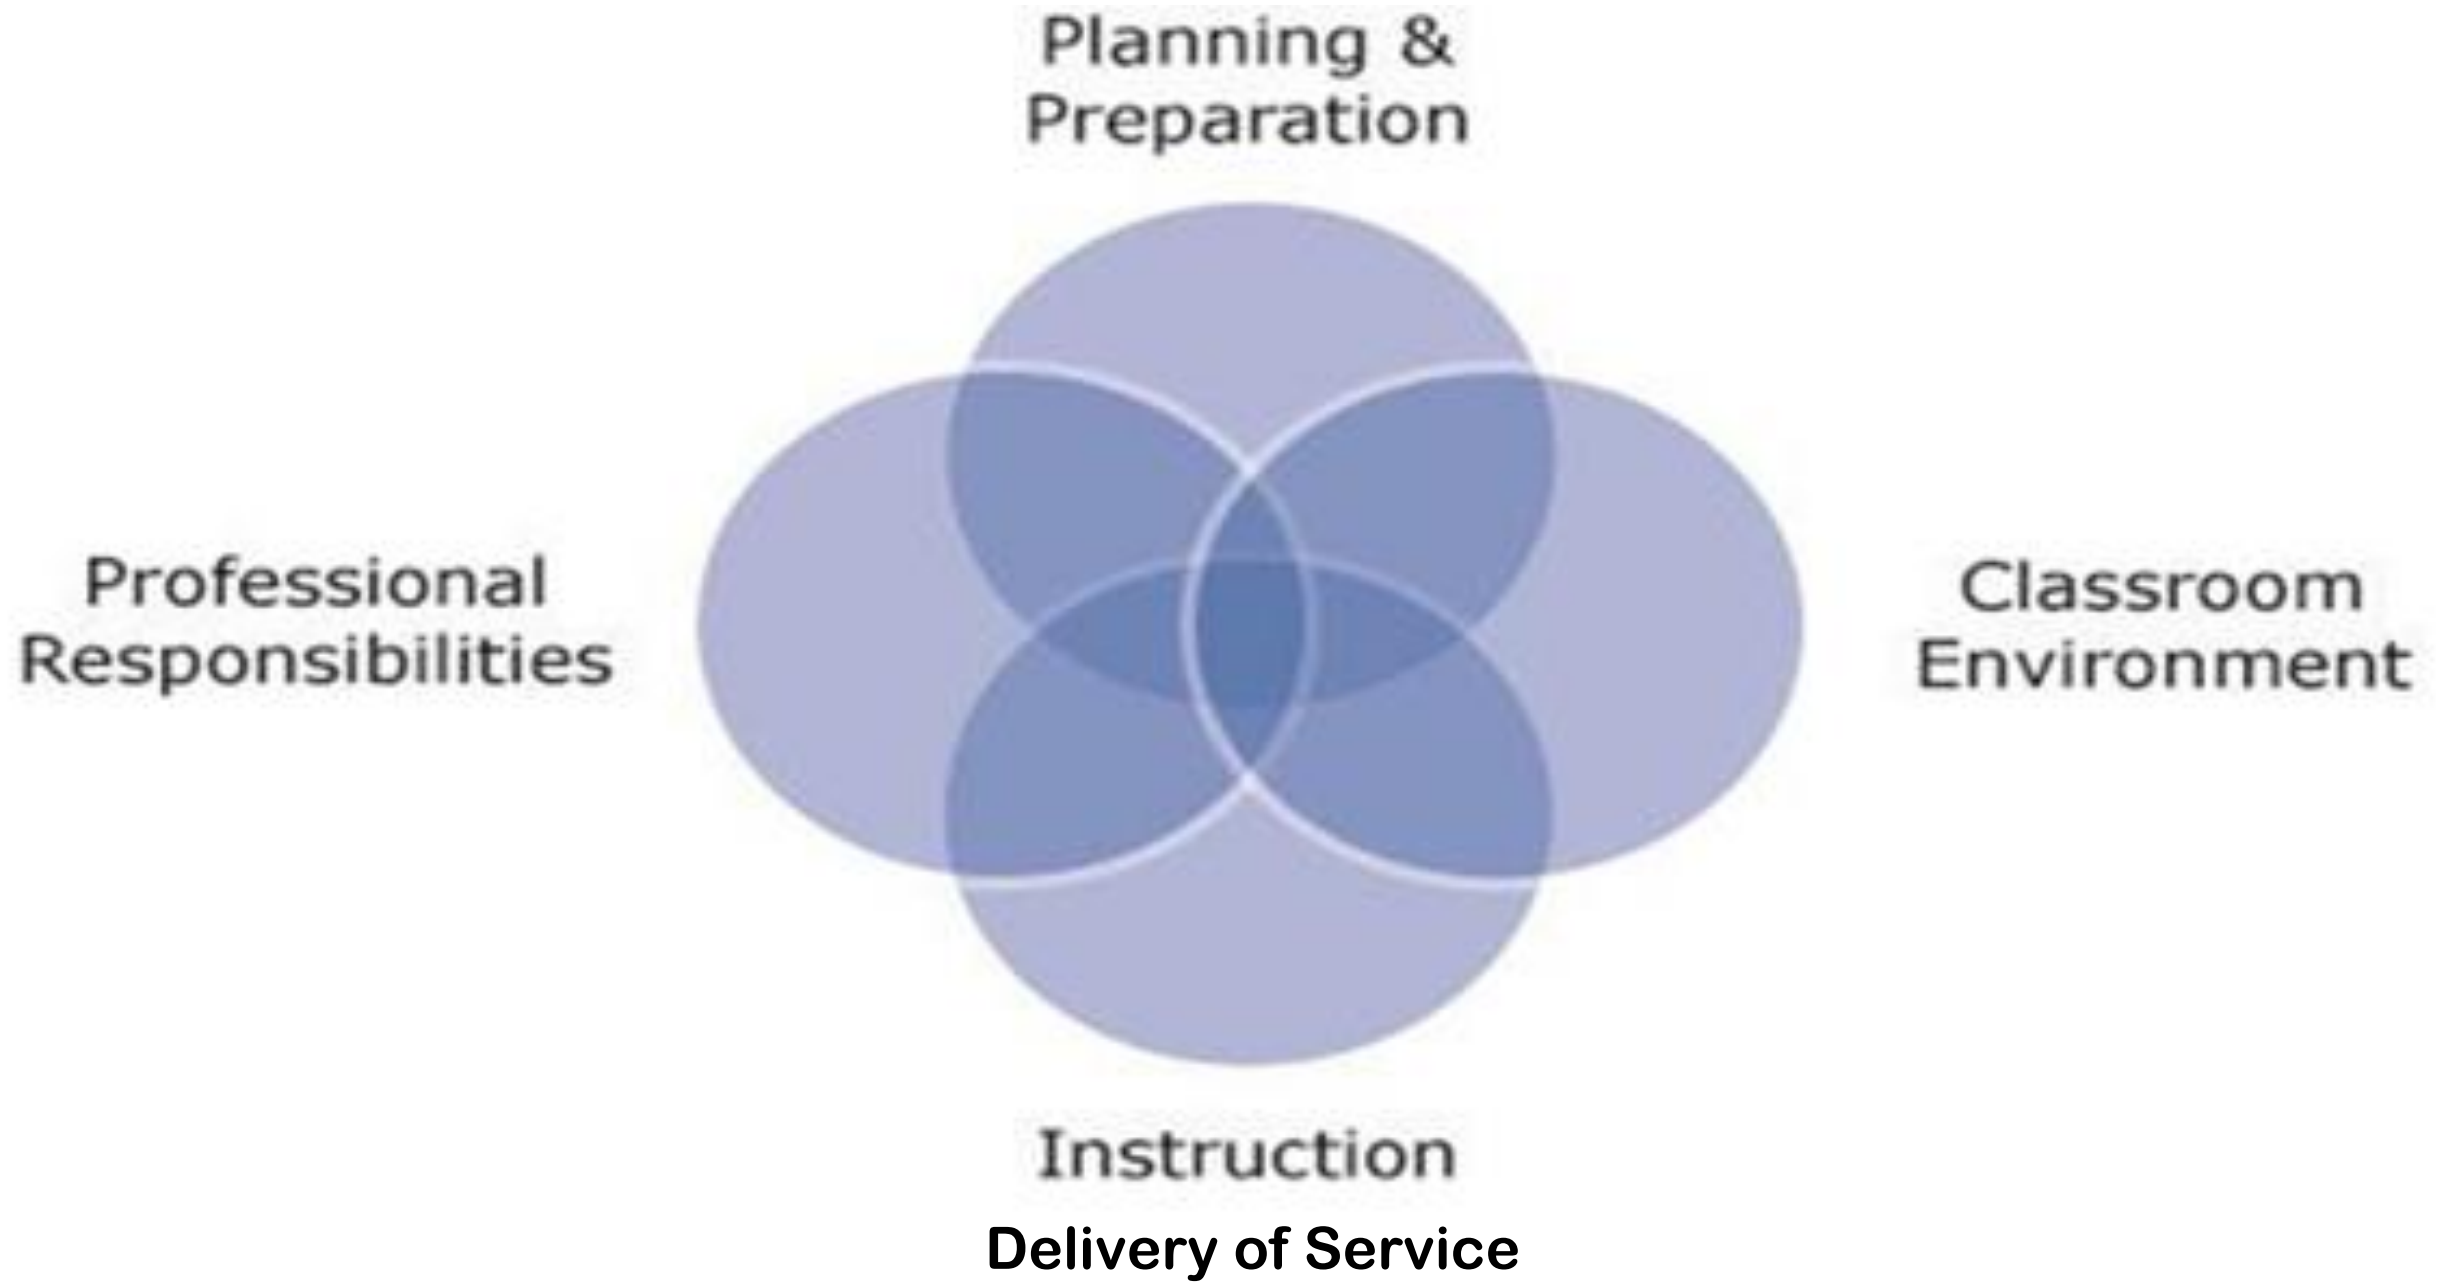 Planning &
Preparation
Professional
Responsibilities
Classroom
Environment
Instruction
Delivery of Service